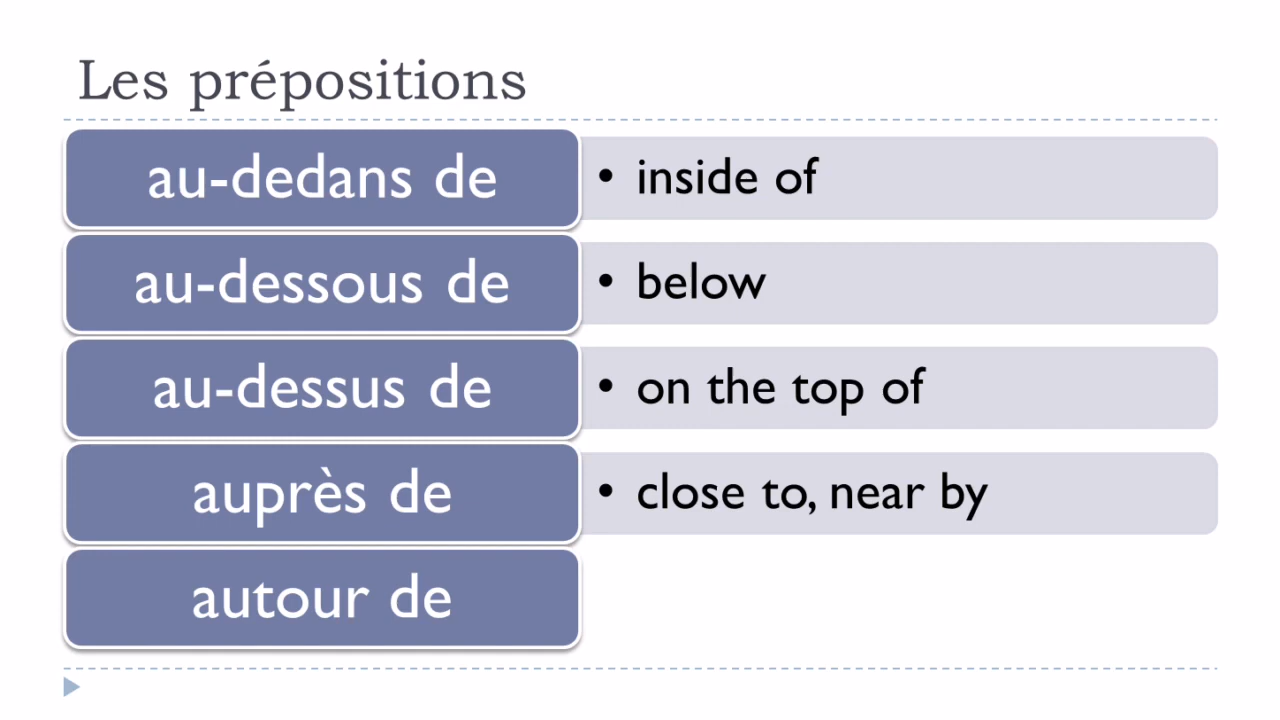 Les prépositions
au-dedans de
• inside of
au-dessous de
• below
au-dessus de
• on the top of
auprès de
• close to, near by
autour de